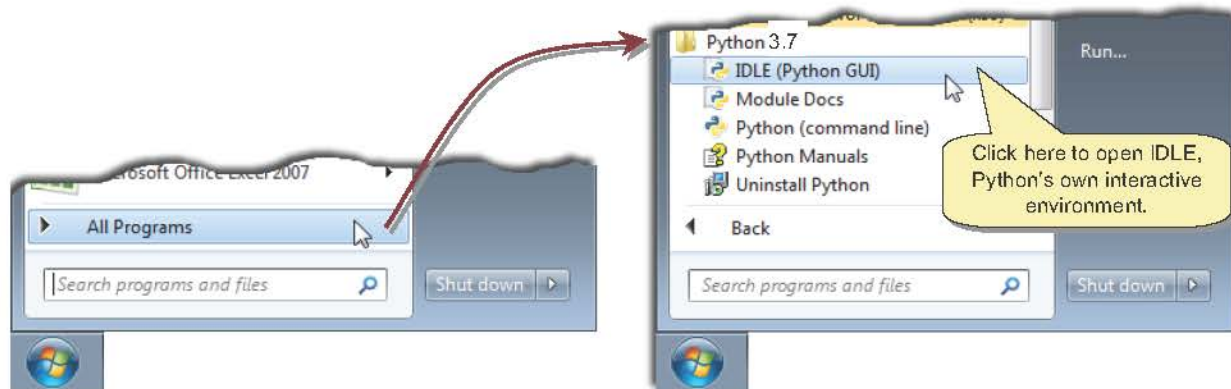 Office Excel 2007
All Programs
Search programs and files
Shut down
Python 3.7
IDLE (Python GUI)
Module Docs
Python (command line)
Python Manuals
Uninstall Python
Back
Search programs and files
Run...
Click here to open IDLE,
Python's own interactive
environment.
Shut down